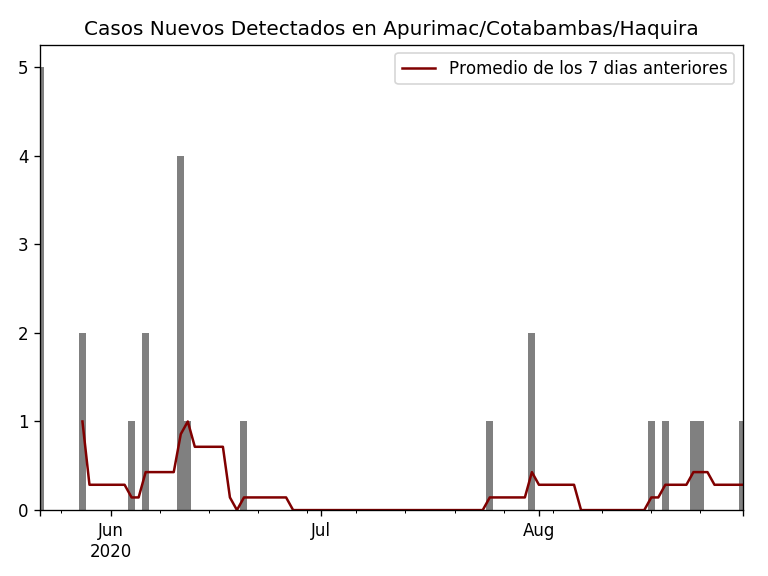 Casos Nuevos Detectados en Apurimac/Cotabambas/Haquira
Promedio de los 7 dias anteriores
5
4
3
2
1
0
Jun
2020
Jul
Aug